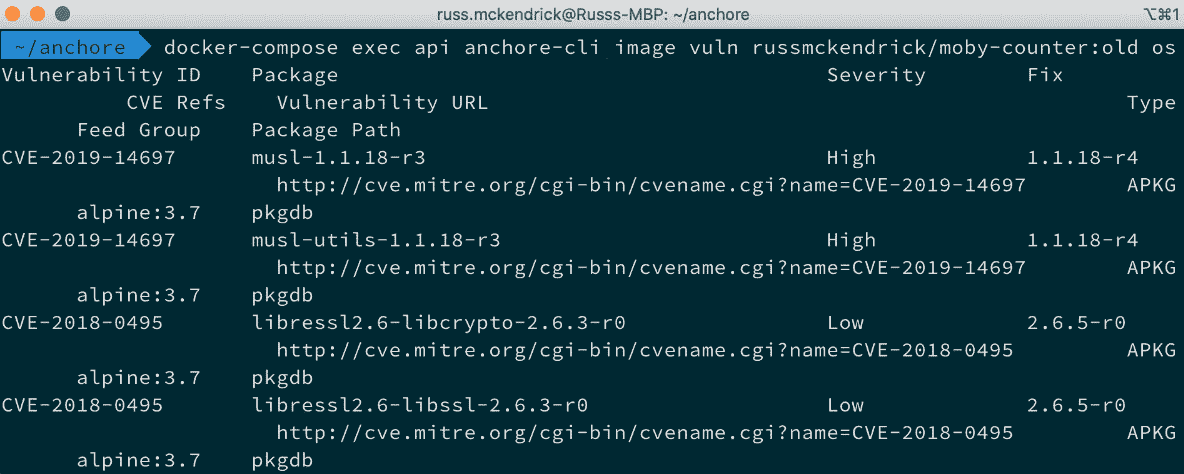 russ.mckendrick@Russs-MBP: ~/anchore ⌥⌘1
~/anchore docker-compose exec api anchore-cli image vuln russmckendrick/moby-counter:old os
Vulnerability ID Package Severity Fix
CVE Refs Vulnerability URL Type
Feed Group Package Path
CVE-2019-14697 musl-1.1.18-r3 High 1.1.18-r4
http://cve.mitre.org/cgi-bin/cvename.cgi?name=CVE-2019-14697 APKG
alpine:3.7 pkgdb
CVE-2019-14697 musl-utils-1.1.18-r3 High 1.1.18-r4
http://cve.mitre.org/cgi-bin/cvename.cgi?name=CVE-2019-14697 APKG
alpine:3.7 pkgdb
CVE-2018-0495 libressl2.6-libcrypto-2.6.3-r0 Low 2.6.5-r0
http://cve.mitre.org/cgi-bin/cvename.cgi?name=CVE-2018-0495 APKG
alpine:3.7 pkgdb
CVE-2018-0495 libressl2.6-libssl-2.6.3-r0 Low 2.6.5-r0
http://cve.mitre.org/cgi-bin/cvename.cgi?name=CVE-2018-0495 APKG
alpine:3.7 pkgdb